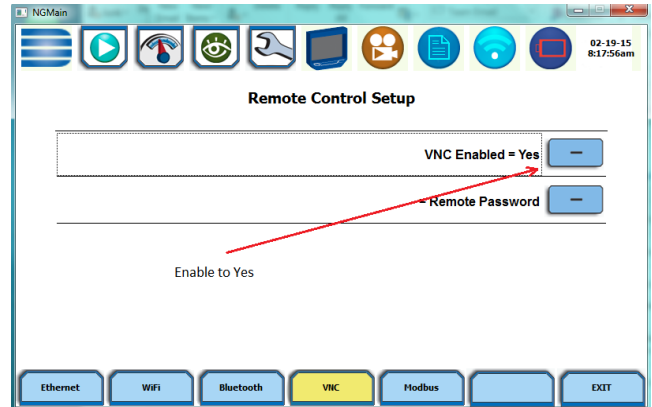 NGMain
02-19-15
8:17:56am
Remote Control Setup
VNC Enabled = Yes
= Remote Password
Enable to Yes
Ethernet
WiFi
Bluetooth
VNC
Modbus
EXIT